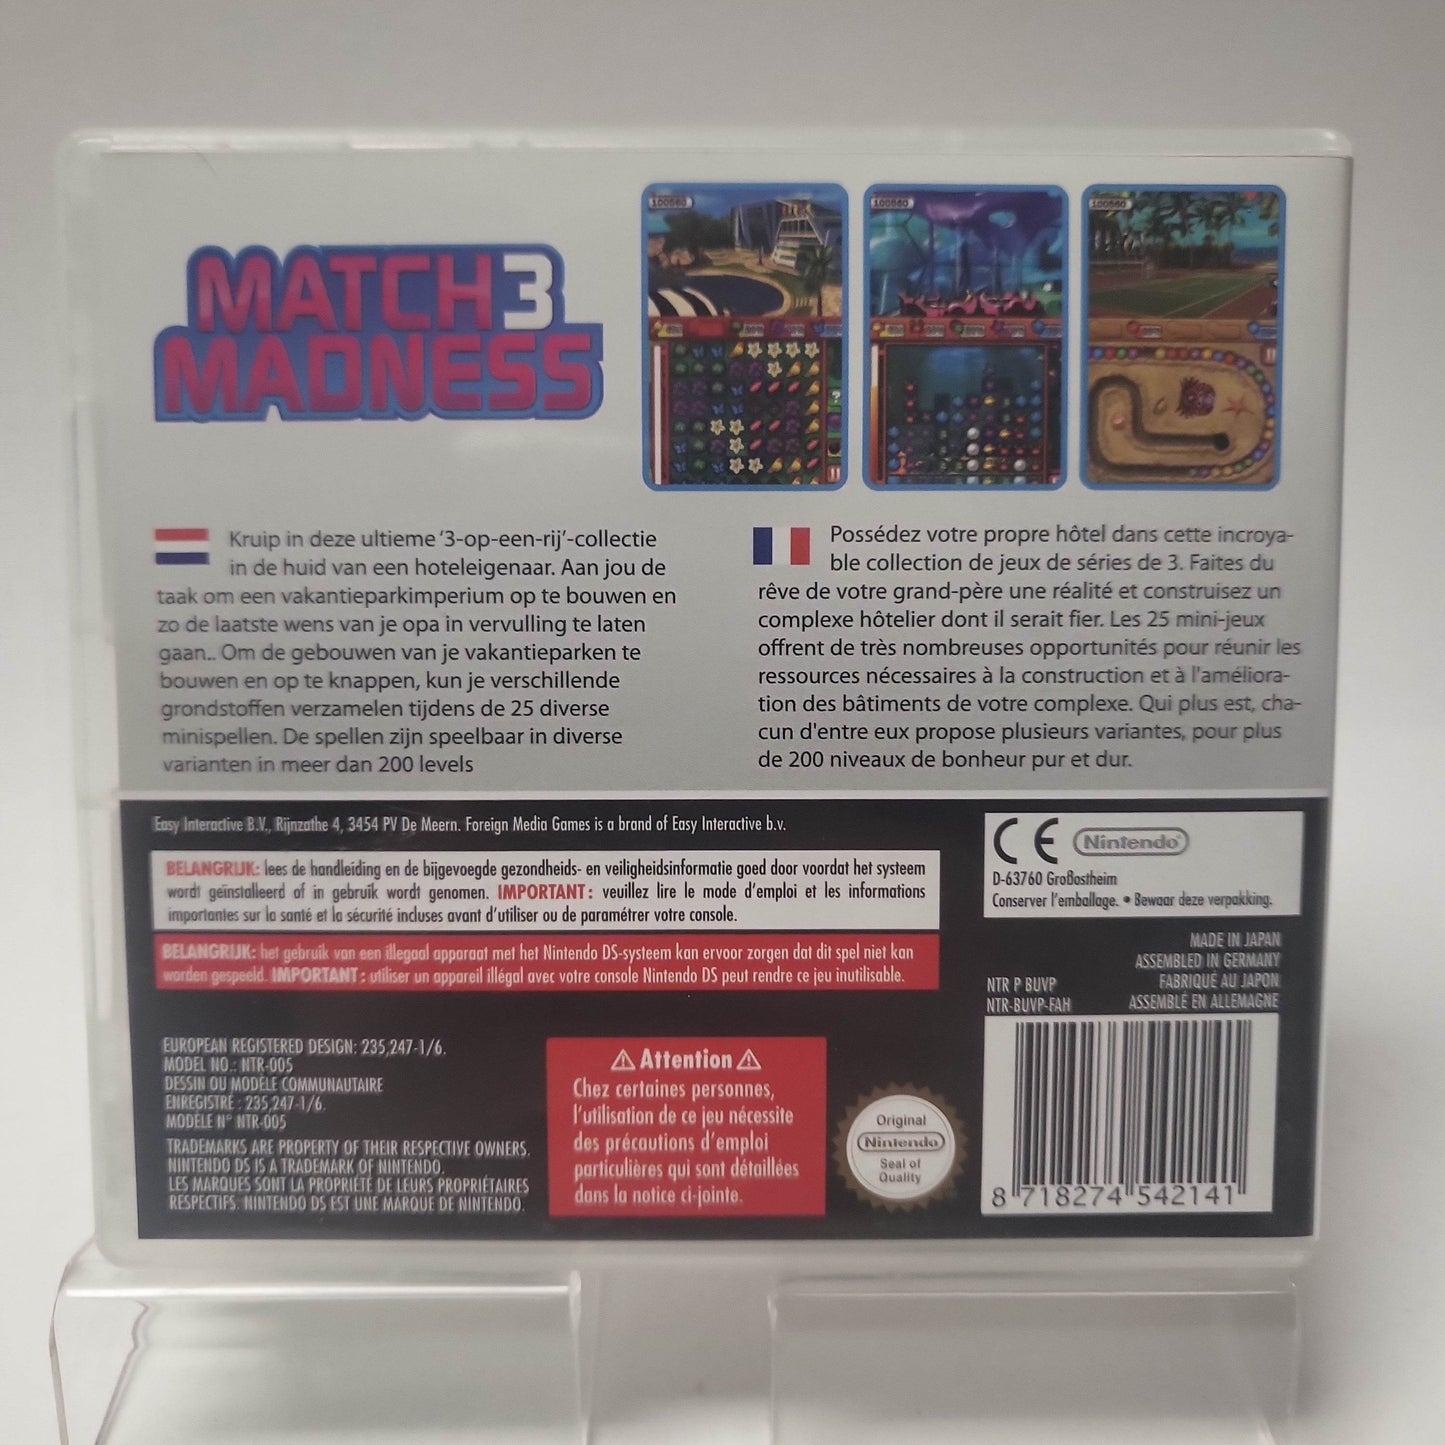 MATCH 3
MADNESS
100560
100560
100560
Kruip in deze ultieme ‘3-op-een-rij’-collectie
in de huid van een hoteleigenaar. Aan jou de
taak om een vakantieparkimperium op te bouwen en
zo de laatste wens van je opa in vervulling te laten
gaan.. Om de gebouwen van je vakantieparken te
bouwen en op te knappen, kun je verschillende
grondstoffen verzamelen tijdens de 25 diverse
minispellen. De spellen zijn speelbaar in diverse
varianten in meer dan 200 levels
Possédez votre propre hôtel dans cette incroya-
ble collection de jeux de séries de 3. Faites du
rêve de votre grand-père une réalité et construisez un
complexe hôtelier dont il serait fier. Les 25 mini-jeux
offrent de très nombreuses opportunités pour réunir les
ressources nécessaires à la construction et à l'améliora-
tion des bâtiments de votre complexe. Qui plus est, cha-
cun d'entre eux propose plusieurs variantes, pour plus
de 200 niveaux de bonheur pur et dur.
Easy Interactive B.V., Rijnzathe 4, 3454 PV De Meern. Foreign Media Games is a brand of Easy Interactive b.v.
BELANGRIJK: lees de handleiding en de bijgevoegde gezondheids- en veiligheidsinformatie goed door voordat het systeem
wordt geïnstalleerd of in gebruik wordt genomen. IMPORTANT : veuillez lire le mode d’emploi et les informations
importantes sur la santé et la sécurité incluses avant d’utiliser ou de paramétrer votre console.
BELANGRIJK: het gebruik van een illegaal apparaat met het Nintendo DS-systeem kan ervoor zorgen dat dit spel niet kan
worden gespeeld. IMPORTANT : utiliser un appareil illégal avec votre console Nintendo DS peut rendre ce jeu inutilisable.
CE Nintendo®
D-63760 Großostheim
Conserver l’emballage. • Bewaar deze verpakking.
MADE IN JAPAN
ASSEMBLED IN GERMANY
FABRIQUÉ AU JAPON
ASSEMBLÉ EN ALLEMAGNE
NTR P BUVP
NTR-BUVP-FAH
EUROPEAN REGISTERED DESIGN: 235,247-1/6.
MODEL NO.: NTR-005
DESSIN OU MODÈLE COMMUNAUTAIRE
ENREGISTRÉ : 235,247-1/6.
MODÈLE N° NTR-005
TRADEMARKS ARE PROPERTY OF THEIR RESPECTIVE OWNERS.
NINTENDO DS IS A TRADEMARK OF NINTENDO.
LES MARQUES SONT LA PROPRIÉTÉ DE LEURS PROPRIÉTAIRES
RESPECTIFS. NINTENDO DS EST UNE MARQUE DE NINTENDO.
Attention
Chez certaines personnes,
l’utilisation de ce jeu nécessite
des précautions d’emploi
particulières qui sont détaillées
dans la notice ci-jointe.
Original
Nintendo
Seal of
Quality
8 718274 542141